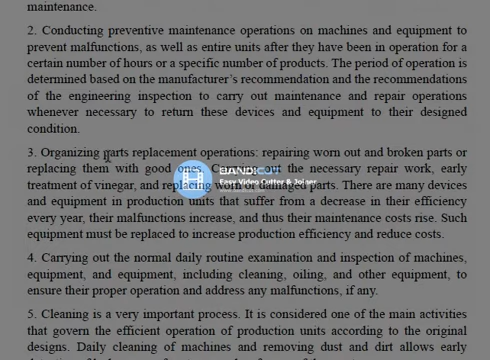 maintenance.
2. Conducting preventive maintenance operations on machines and equipment to
prevent malfunctions, as well as entire units after they have been in operation for a
certain number of hours or a specific number of products. The period of operation is
determined based on the manufacturer's recommendation and the recommendations
of the engineering inspection to carry out maintenance and repair operations
whenever necessary to return these devices and equipment to their designed
condition.
3. Organizing parts replacement operations: repairing worn out and broken parts or
replacing them with good ones. Carrying out the necessary repair work, early
BANDICUT
Easy Video Cutter & Joiner
treatment of vinegar, and replacing worn or damaged parts. There are many devices
and equipment in production units that suffer from a decrease in their efficiency
every year, their malfunctions increase, and thus their maintenance costs rise. Such
equipment must be replaced to increase production efficiency and reduce costs.
4. Carrying out the normal daily routine examination and inspection of machines,
equipment, and equipment, including cleaning, oiling, and other equipment, to
ensure their proper operation and address any malfunctions, if any.
5. Cleaning is a very important process. It is considered one of the main activities
that govern the efficient operation of production units according to the original
designs. Daily cleaning of machines and removing dust and dirt allows early